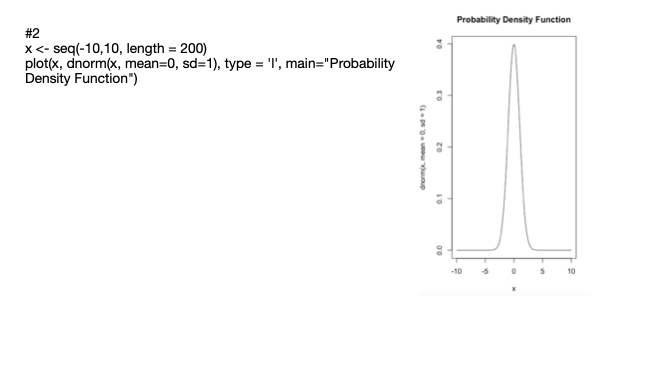 #2
x <- seq(-10,10, length = 200)
plot(x, dnorm(x, mean=0, sd=1), type = 'l', main="Probability
Density Function")
Probability Density Function
dnorm(x, mean = 0, sd = 1)
0.4
0.3
0.2
0.1
0.0
-10 -5 0 5 10
x